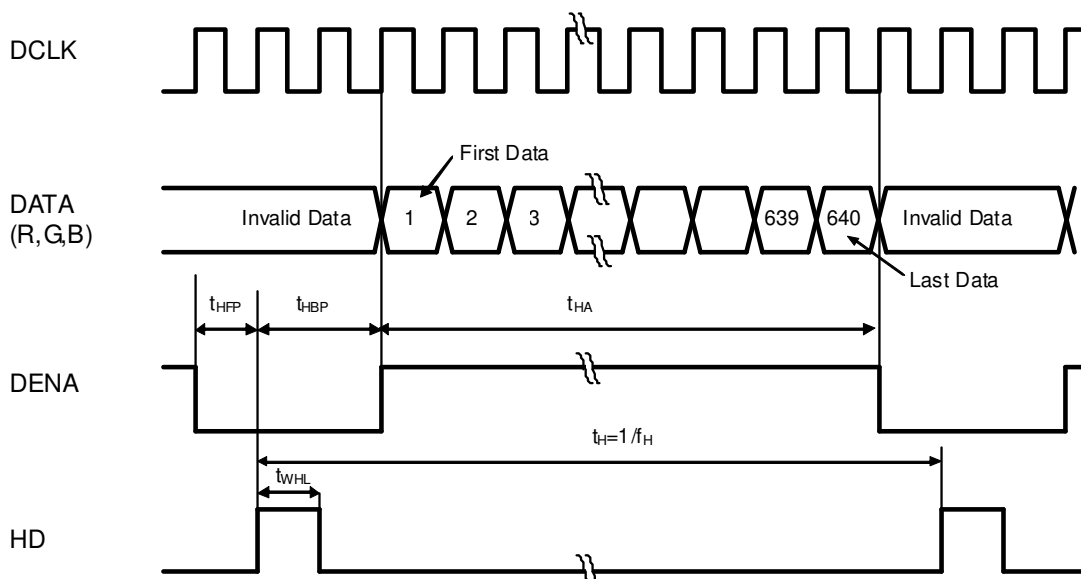 DCLK
First Data
DATA
(R,G,B)
Invalid Data 1 2 3 639 640 Invalid Data
Last Data
tHFP tHBP tHA
DENA
tH=1/fH
tWHL
HD